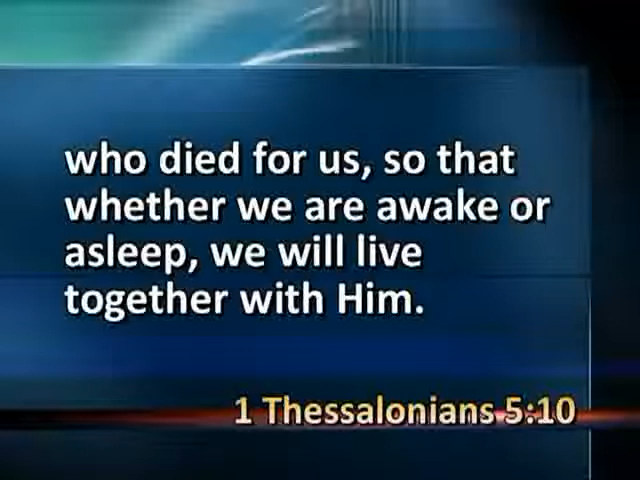 who died for us, so that
whether we are awake or
asleep, we will live
together with Him.
1 Thessalonians 5:10